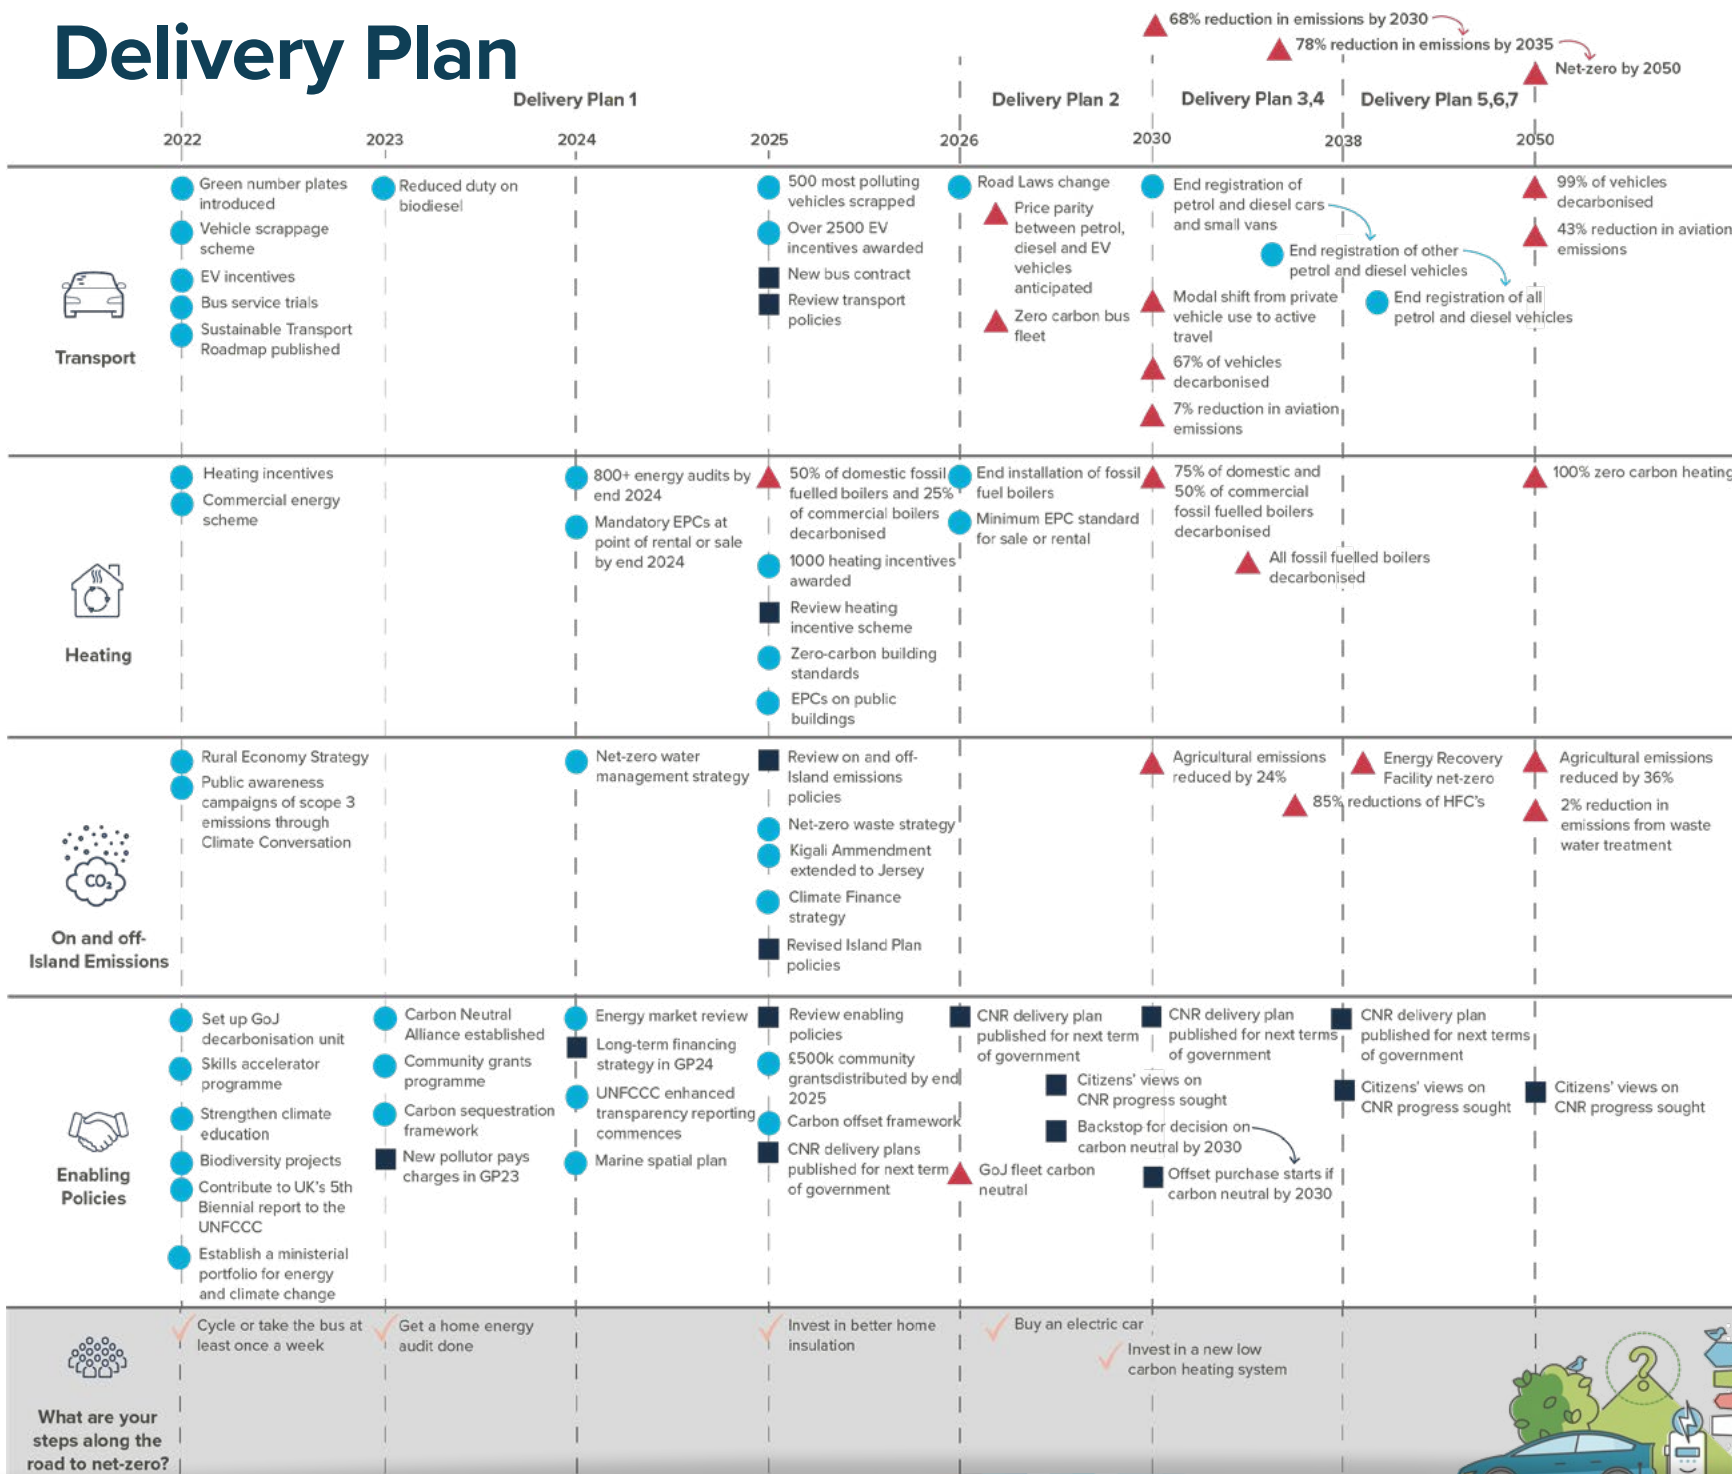 Delivery Plan
68% reduction in emissions by 2030
78% reduction in emissions by 2035
Net-zero by 2050
Delivery Plan 1
Delivery Plan 2
Delivery Plan 3,4
Delivery Plan 5,6,7
2022
2023
2024
2025
2026
2030
2038
2050
Transport
Green number plates
introduced
Vehicle scrappage
scheme
EV incentives
Bus service trials
Sustainable Transport
Roadmap published
Reduced duty on
biodiesel
500 most polluting
vehicles scrapped
Over 2500 EV
incentives awarded
New bus contract
Review transport
policies
Road Laws change
Price parity
between petrol,
diesel and EV
vehicles
anticipated
Zero carbon bus
fleet
End registration of
petrol and diesel cars
and small vans
End registration of other
petrol and diesel vehicles
End registration of all
petrol and diesel vehicles
Modal shift from private
vehicle use to active
travel
67% of vehicles
decarbonised
7% reduction in aviation
emissions
99% of vehicles
decarbonised
43% reduction in aviation
emissions
Heating
Heating incentives
Commercial energy
scheme
800+ energy audits by
end 2024
Mandatory EPCs at
point of rental or sale
by end 2024
50% of domestic fossil
fuelled boilers and 25%
of commercial boilers
decarbonised
1000 heating incentives
awarded
Review heating
incentive scheme
Zero-carbon building
standards
EPCs on public
buildings
End installation of fossil
fuel boilers
Minimum EPC standard
for sale or rental
75% of domestic and
50% of commercial
fossil fuelled boilers
decarbonised
All fossil fuelled boilers
decarbonised
100% zero carbon heating
CO2
On and off-
Island Emissions
Rural Economy Strategy
Public awareness
campaigns of scope 3
emissions through
Climate Conversation
Net-zero water
management strategy
Review on and off-
Island emissions
policies
Net-zero waste strategy
Kigali Ammendment
extended to Jersey
Climate Finance
strategy
Revised Island Plan
policies
Agricultural emissions
reduced by 24%
85% reductions of HFC's
Energy Recovery
Facility net-zero
Agricultural emissions
reduced by 36%
2% reduction in
emissions from waste
water treatment
Enabling
Policies
Set up GoJ
decarbonisation unit
Skills accelerator
programme
Strengthen climate
education
Biodiversity projects
Contribute to UK's 5th
Biennial report to the
UNFCCC
Establish a ministerial
portfolio for energy
and climate change
Carbon Neutral
Alliance established
Community grants
programme
Carbon sequestration
framework
New pollutor pays
charges in GP23
Energy market review
Long-term financing
strategy in GP24
UNFCCC enhanced
transparency reporting
commences
Marine spatial plan
Review enabling
policies
£500k community
grantsdistributed by end
2025
Carbon offset framework
CNR delivery plans
published for next term
of government
CNR delivery plan
published for next term
of government
Citizens' views on
CNR progress sought
Backstop for decision on
carbon neutral by 2030
GoJ fleet carbon
neutral
CNR delivery plan
published for next terms
of government
Offset purchase starts if
carbon neutral by 2030
CNR delivery plan
published for next terms
of government
Citizens' views on
CNR progress sought
Citizens' views on
CNR progress sought
What are your
steps along the
road to net-zero?
Cycle or take the bus at
least once a week
Get a home energy
audit done
Invest in better home
insulation
Buy an electric car
Invest in a new low
carbon heating system
?